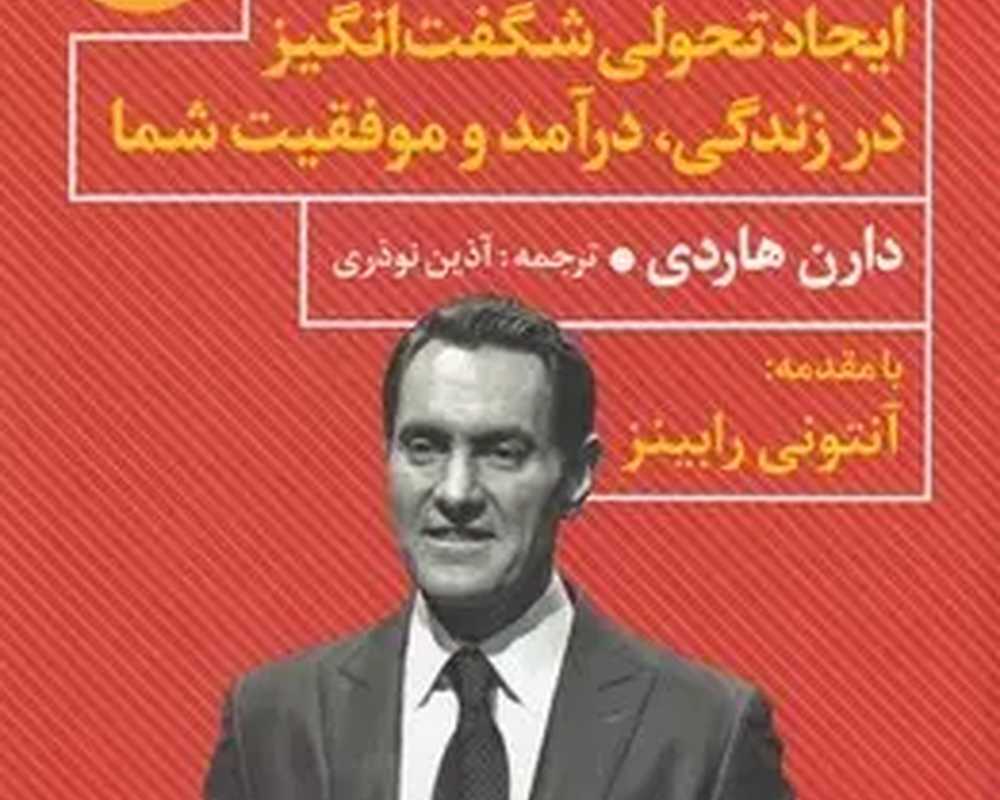 ایجاد تحولی شگفت‌انگیز
در زندگی، درآمد و موفقیت شما
دارن هاردی ● ترجمه: آذین نوذری
با مقدمه:
آنتونی رابینز